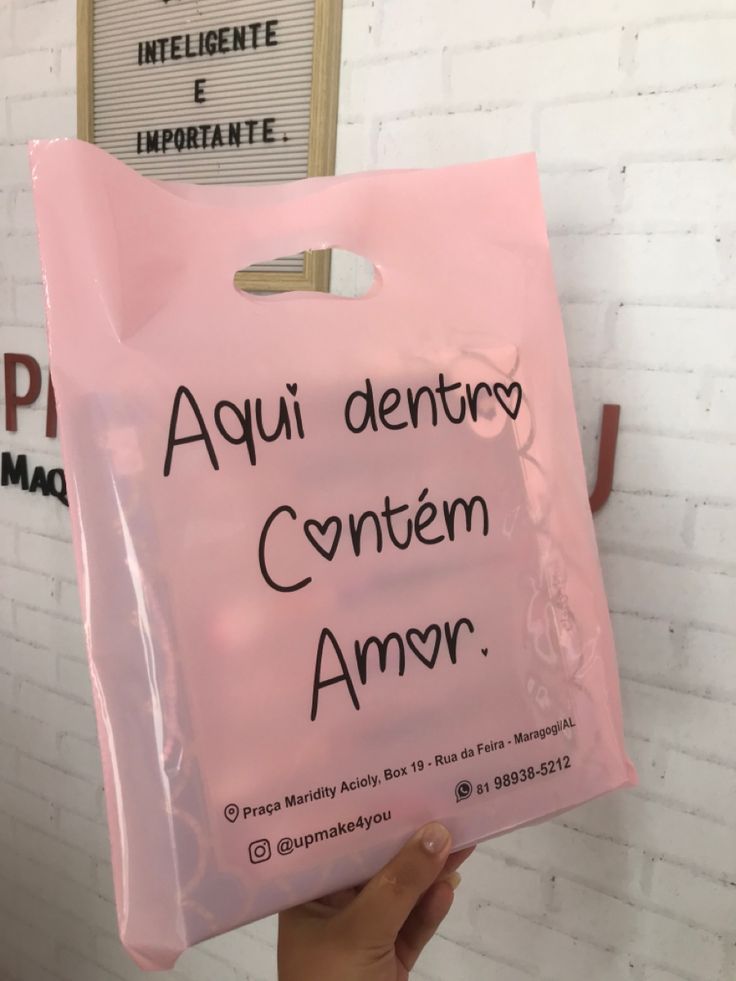 INTELIGENTE
E
IMPORTANTE.
Aqui dentro
Contém
Amor.
Praça Maridity Acioly, Box 19 - Rua da Feira - Maragogi/AL
81 98938-5212
@upmake4you